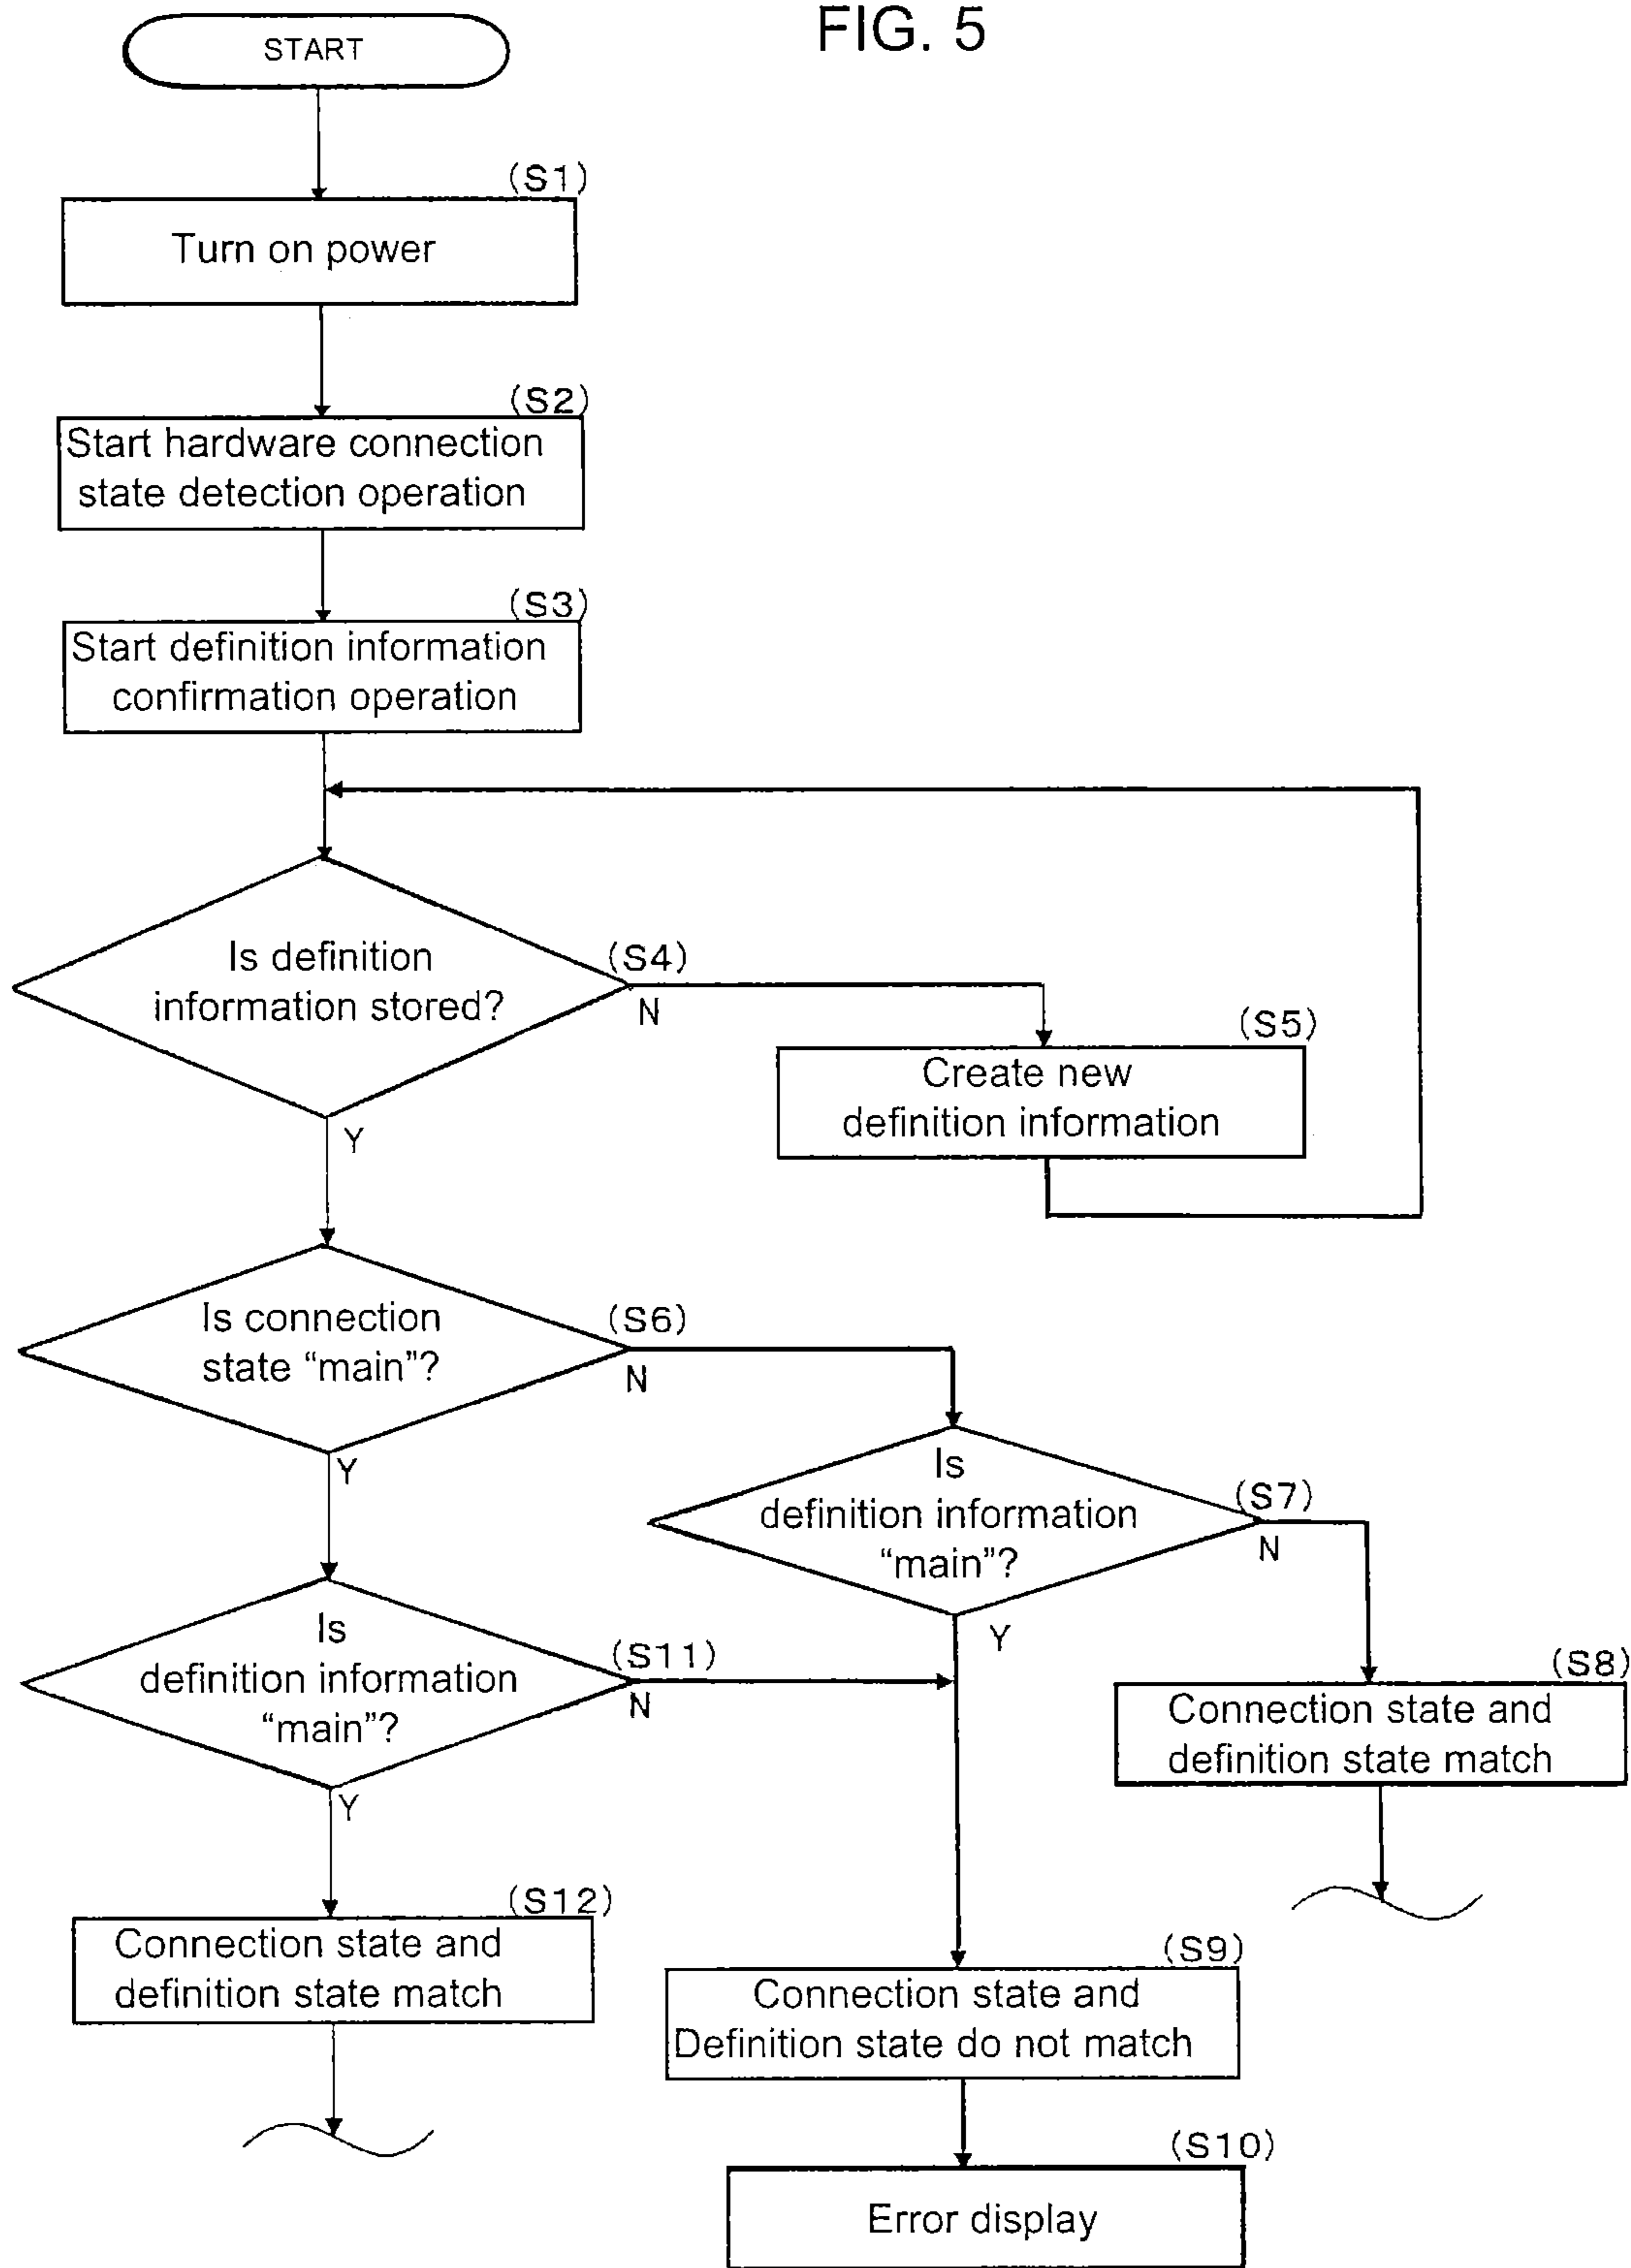 FIG. 5
START
(S1)
Turn on power
(S2)
Start hardware connection
state detection operation
(S3)
Start definition information
confirmation operation
Is definition
information stored?
(S4)
N
Y
(S5)
Create new
definition information
Is connection
state “main”?
(S6)
N
Y
Is
definition information
“main”?
(S7)
N
Y
Is
definition information
“main”?
(S11)
N
Y
(S8)
Connection state and
definition state match
(S12)
Connection state and
definition state match
(S9)
Connection state and
Definition state do not match
(S10)
Error display